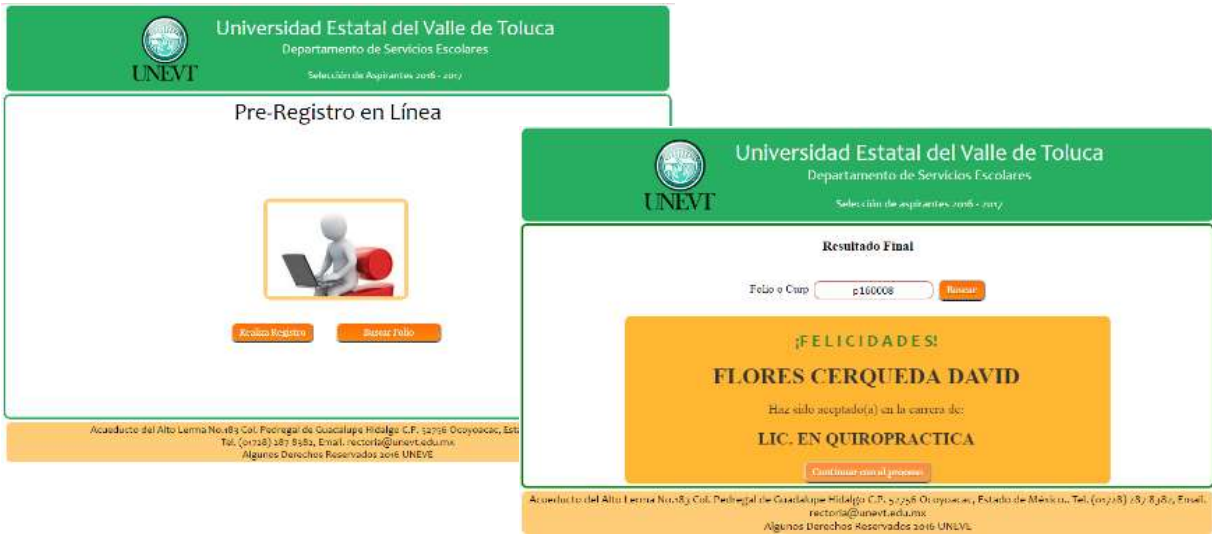 Universidad Estatal del Valle de Toluca
Departamento de Servicios Escolares
UNEVT
Selección de Aspirantes 2016 - 2017
Pre-Registro en Línea
Realiza Registro
Buscar Folio
Acueducto del Alto Lerma No.183 Col. Pedregal de Guadalupe Hidalgo C.P. 52756 Ocoyoacac, Esta
Tel. (01728) 287 8382, Email. rectoria@unevt.edu.mx
Algunos Derechos Reservados 2016 UNEVE
Universidad Estatal del Valle de Toluca
Departamento de Servicios Escolares
UNEVT
Selección de aspirantes 2016 - 2017
Resultado Final
Folio o Curp
p160008
Buscar
¡FELICIDADES!
FLORES CERQUEDA DAVID
Haz sido aceptado(a) en la carrera de:
LIC. EN QUIROPRACTICA
Continuar con el proceso
Acueducto del Alto Lerma No.183 Col. Pedregal de Guadalupe Hidalgo C.P. 52756 Ocoyoacac, Estado de México.. Tel. (01728) 287 8382, Email.
rectoria@unevt.edu.mx
Algunos Derechos Reservados 2016 UNEVE